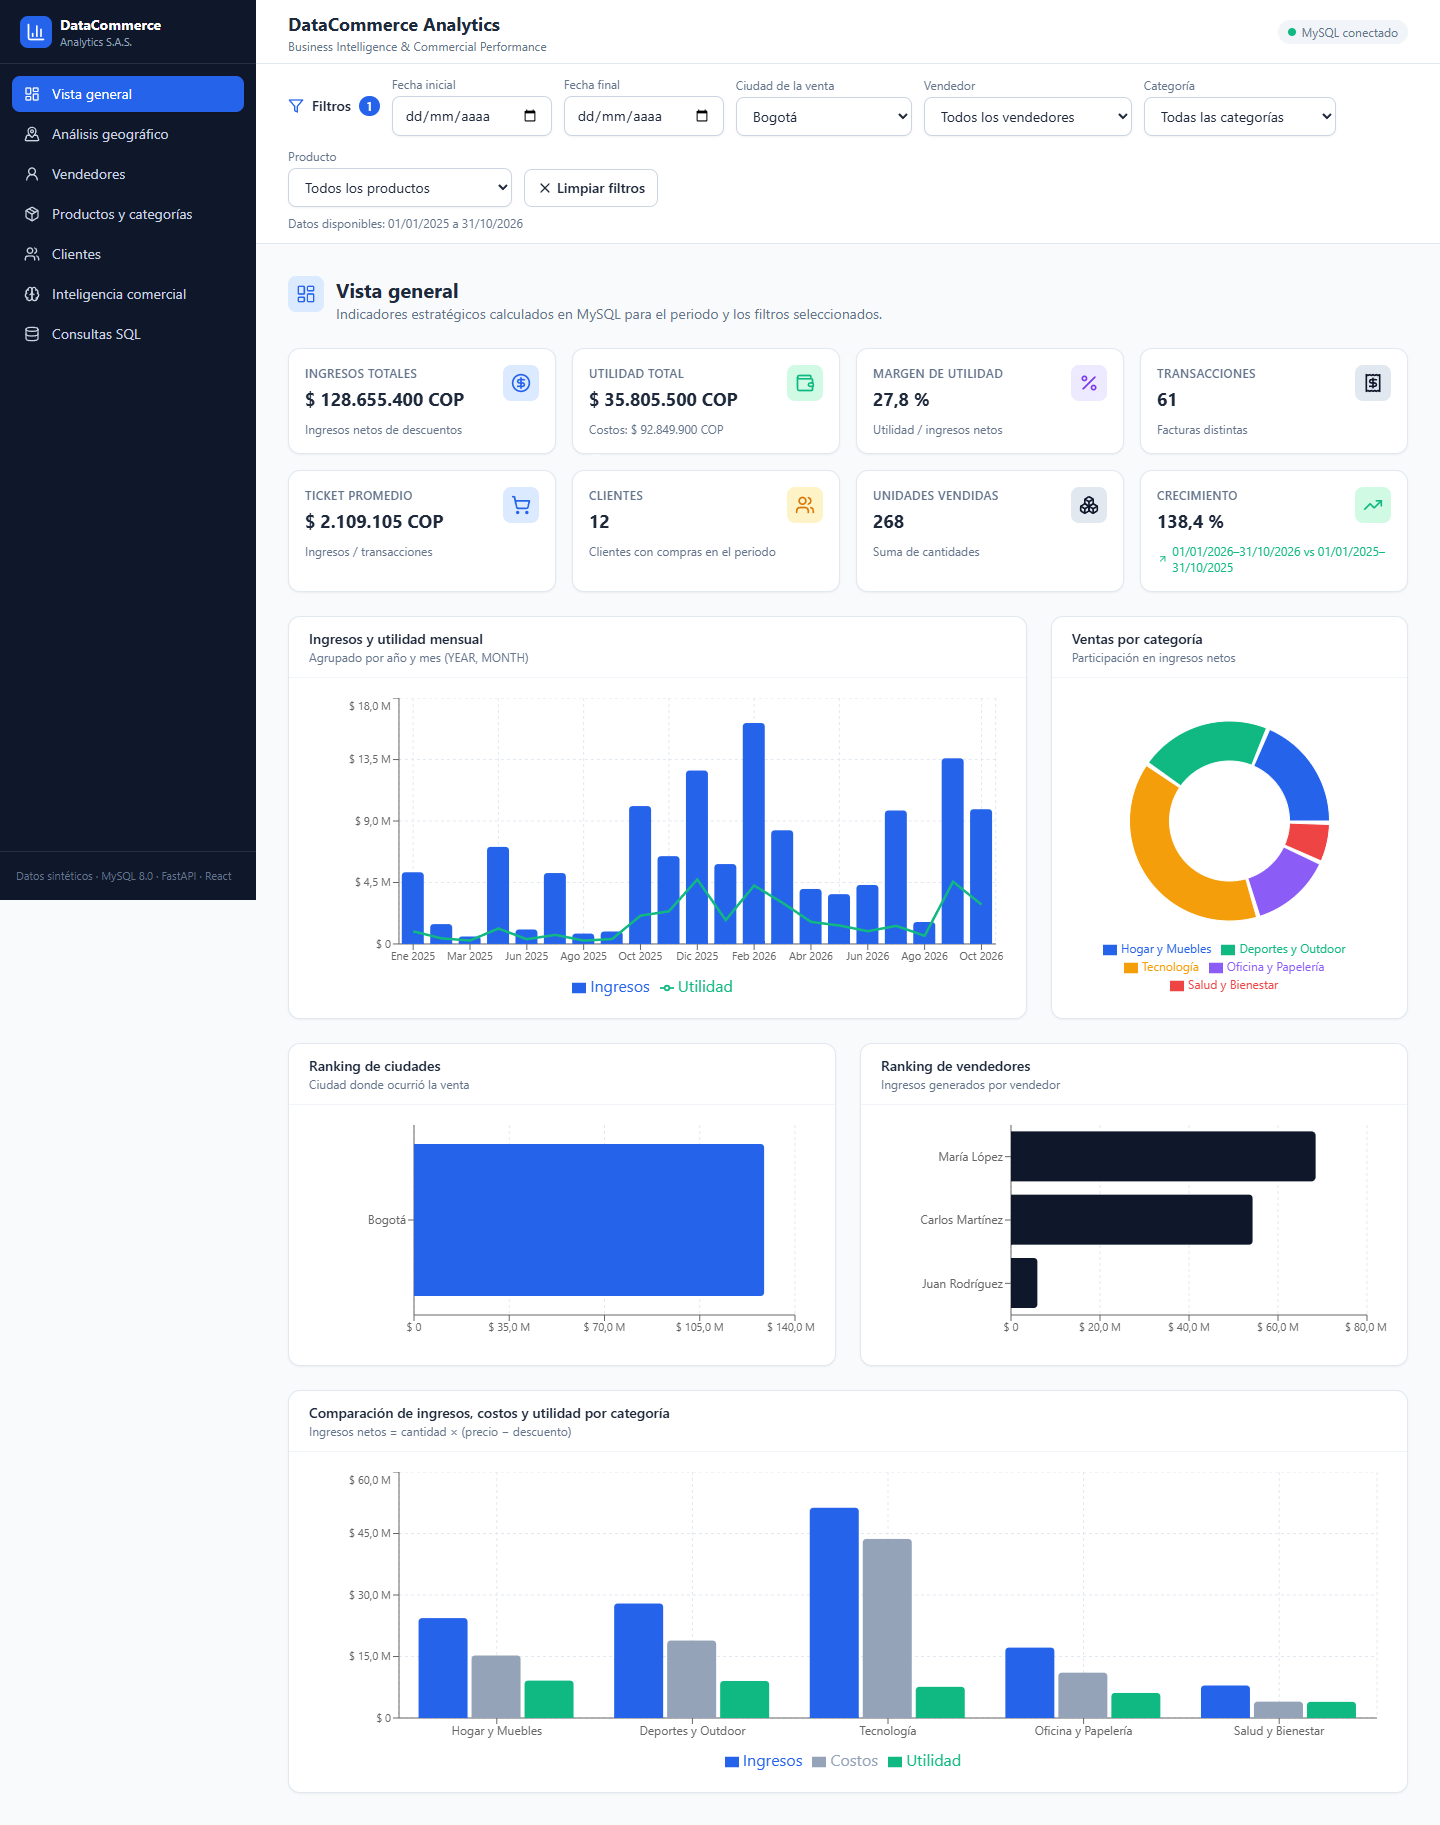 DataCommerce
Analytics S.A.S.
Vista general
Análisis geográfico
Vendedores
Productos y categorías
Clientes
Inteligencia comercial
Consultas SQL
Datos sintéticos · MySQL 8.0 · FastAPI · React
DataCommerce Analytics
Business Intelligence & Commercial Performance
MySQL conectado
Filtros 1
Fecha inicial
dd/mm/aaaa
Fecha final
dd/mm/aaaa
Ciudad de la venta
Bogotá
Vendedor
Todos los vendedores
Categoría
Todas las categorías
Producto
Todos los productos
Limpiar filtros
Datos disponibles: 01/01/2025 a 31/10/2026
Vista general
Indicadores estratégicos calculados en MySQL para el periodo y los filtros seleccionados.
INGRESOS TOTALES
$ 128.655.400 COP
Ingresos netos de descuentos
UTILIDAD TOTAL
$ 35.805.500 COP
Costos: $ 92.849.900 COP
MARGEN DE UTILIDAD
27,8 %
Utilidad / ingresos netos
TRANSACCIONES
61
Facturas distintas
TICKET PROMEDIO
$ 2.109.105 COP
Ingresos / transacciones
CLIENTES
12
Clientes con compras en el periodo
UNIDADES VENDIDAS
268
Suma de cantidades
CRECIMIENTO
138,4 %
01/01/2026–31/10/2026 vs 01/01/2025–
31/10/2025
Ingresos y utilidad mensual
Agrupado por año y mes (YEAR, MONTH)
$ 18,0 M
$ 13,5 M
$ 9,0 M
$ 4,5 M
$ 0
Ene 2025 Mar 2025 Jun 2025 Ago 2025 Oct 2025 Dic 2025 Feb 2026 Abr 2026 Jun 2026 Ago 2026 Oct 2026
Ingresos Utilidad
Ventas por categoría
Participación en ingresos netos
Hogar y Muebles Deportes y Outdoor
Tecnología Oficina y Papelería
Salud y Bienestar
Ranking de ciudades
Ciudad donde ocurrió la venta
Bogotá
$ 0 $ 35,0 M $ 70,0 M $ 105,0 M $ 140,0 M
Ranking de vendedores
Ingresos generados por vendedor
María López
Carlos Martínez
Juan Rodríguez
$ 0 $ 20,0 M $ 40,0 M $ 60,0 M $ 80,0 M
Comparación de ingresos, costos y utilidad por categoría
Ingresos netos = cantidad × (precio − descuento)
$ 60,0 M
$ 45,0 M
$ 30,0 M
$ 15,0 M
$ 0
Hogar y Muebles Deportes y Outdoor Tecnología Oficina y Papelería Salud y Bienestar
Ingresos Costos Utilidad